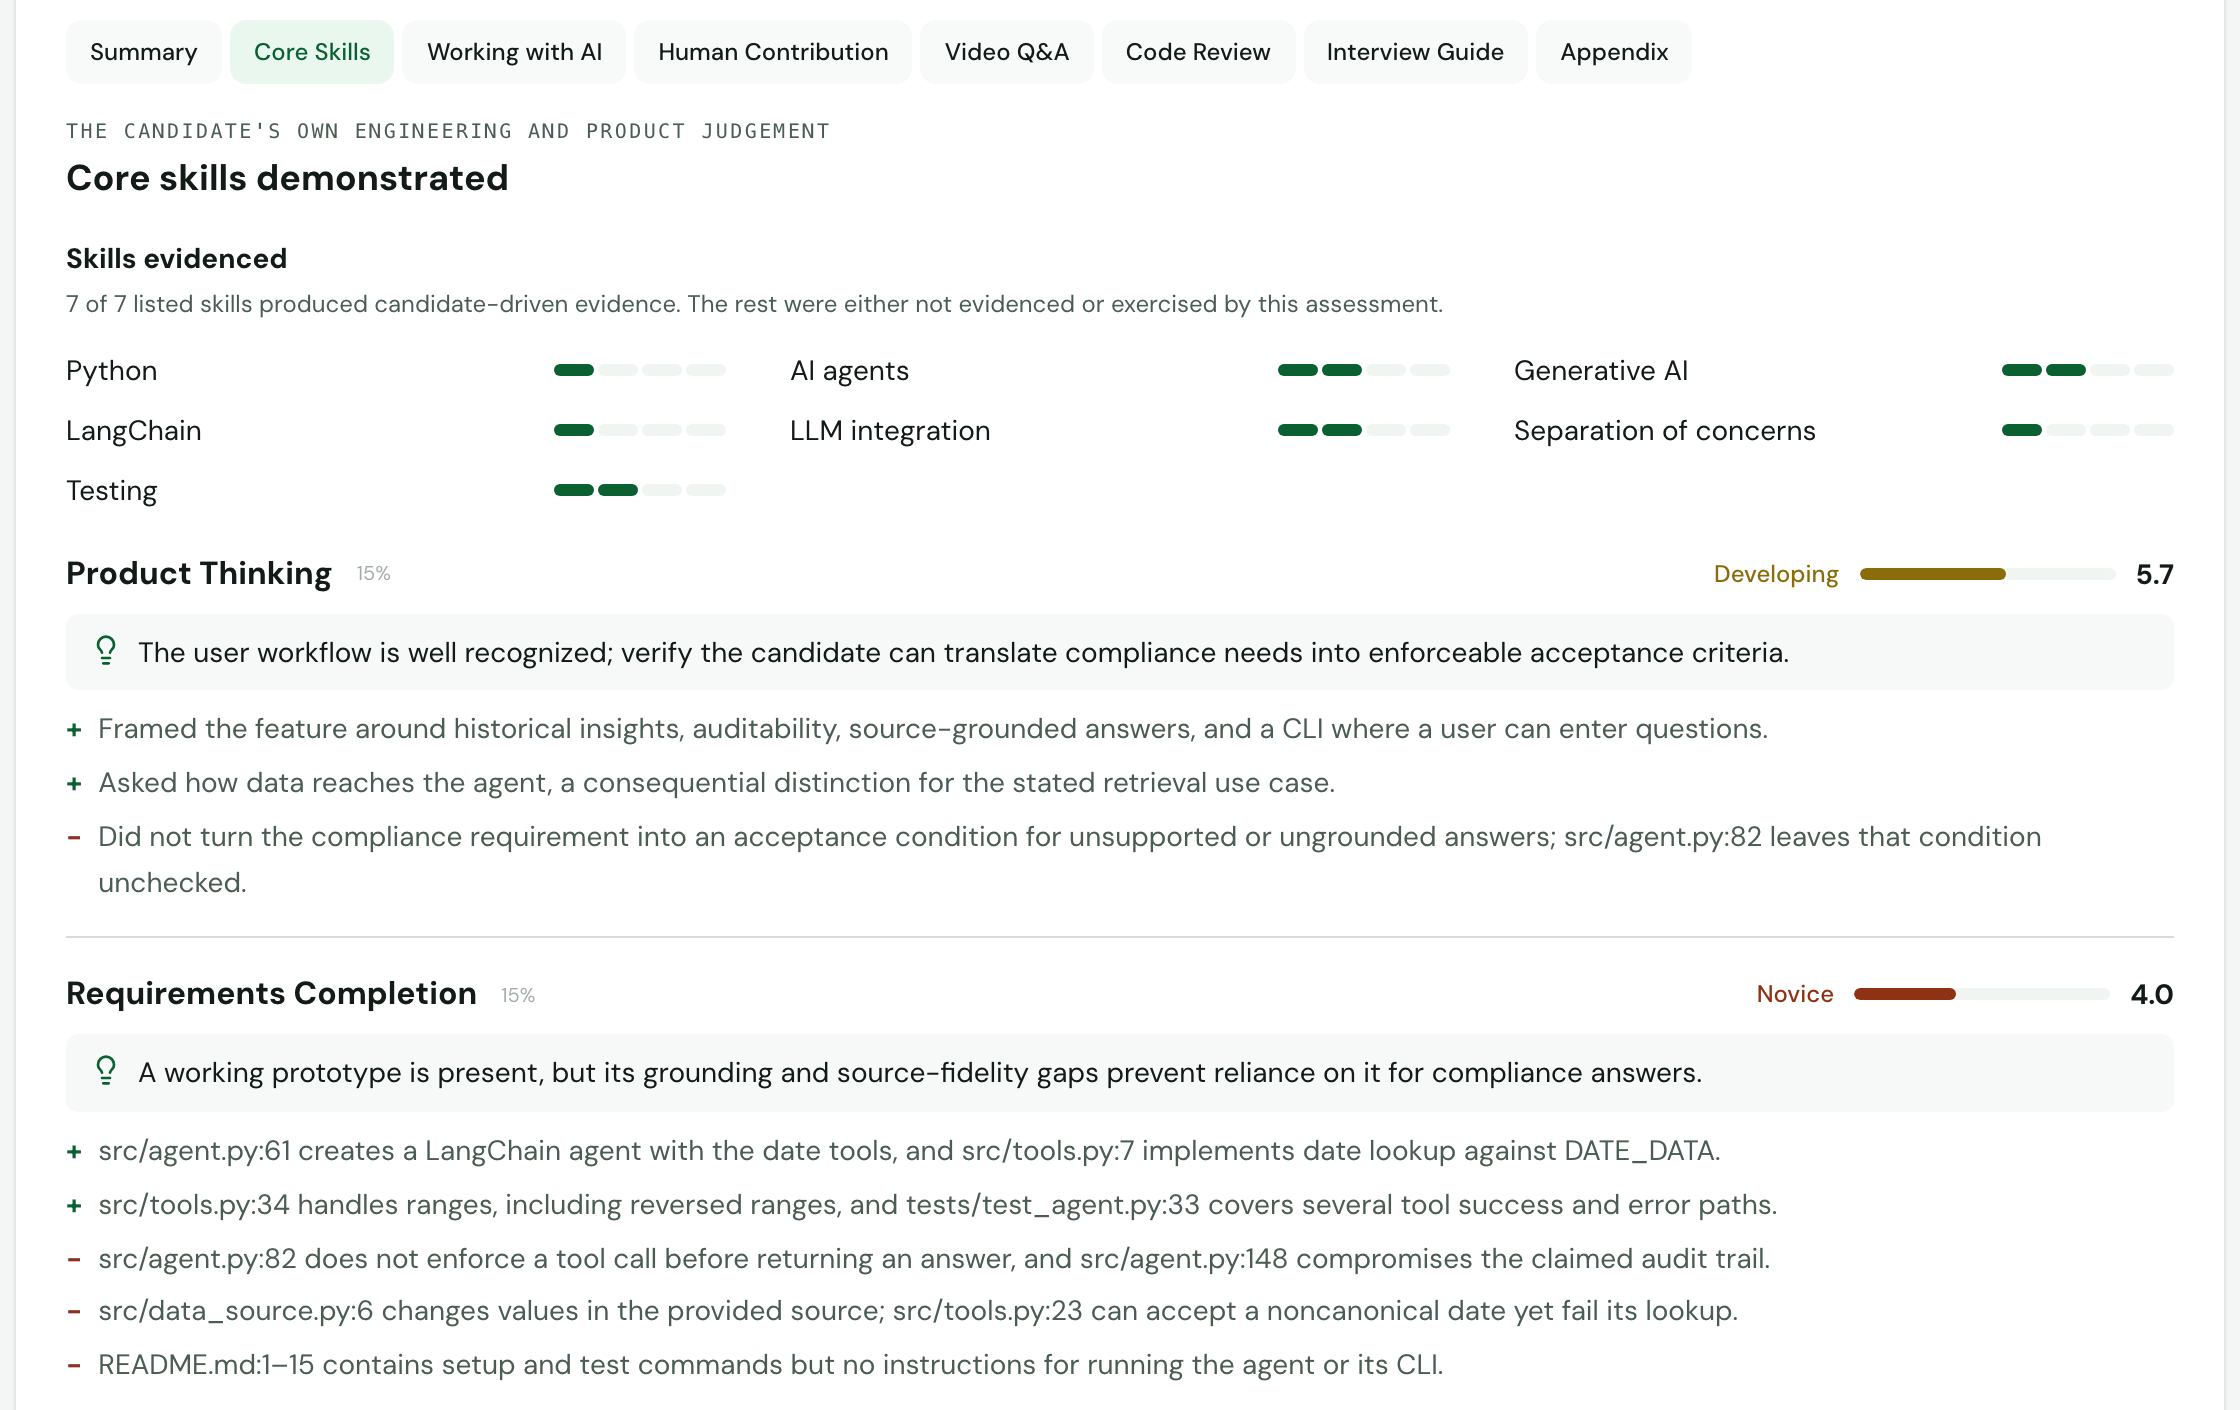 Summary
Core Skills
Working with AI
Human Contribution
Video Q&A
Code Review
Interview Guide
Appendix
THE CANDIDATE'S OWN ENGINEERING AND PRODUCT JUDGEMENT
Core skills demonstrated
Skills evidenced
7 of 7 listed skills produced candidate-driven evidence. The rest were either not evidenced or exercised by this assessment.
Python
AI agents
Generative AI
LangChain
LLM integration
Separation of concerns
Testing
Product Thinking 15%
Developing 5.7
The user workflow is well recognized; verify the candidate can translate compliance needs into enforceable acceptance criteria.
+ Framed the feature around historical insights, auditability, source-grounded answers, and a CLI where a user can enter questions.
+ Asked how data reaches the agent, a consequential distinction for the stated retrieval use case.
– Did not turn the compliance requirement into an acceptance condition for unsupported or ungrounded answers; src/agent.py:82 leaves that condition
unchecked.
Requirements Completion 15%
Novice 4.0
A working prototype is present, but its grounding and source-fidelity gaps prevent reliance on it for compliance answers.
+ src/agent.py:61 creates a LangChain agent with the date tools, and src/tools.py:7 implements date lookup against DATE_DATA.
+ src/tools.py:34 handles ranges, including reversed ranges, and tests/test_agent.py:33 covers several tool success and error paths.
– src/agent.py:82 does not enforce a tool call before returning an answer, and src/agent.py:148 compromises the claimed audit trail.
– src/data_source.py:6 changes values in the provided source; src/tools.py:23 can accept a noncanonical date yet fail its lookup.
– README.md:1–15 contains setup and test commands but no instructions for running the agent or its CLI.